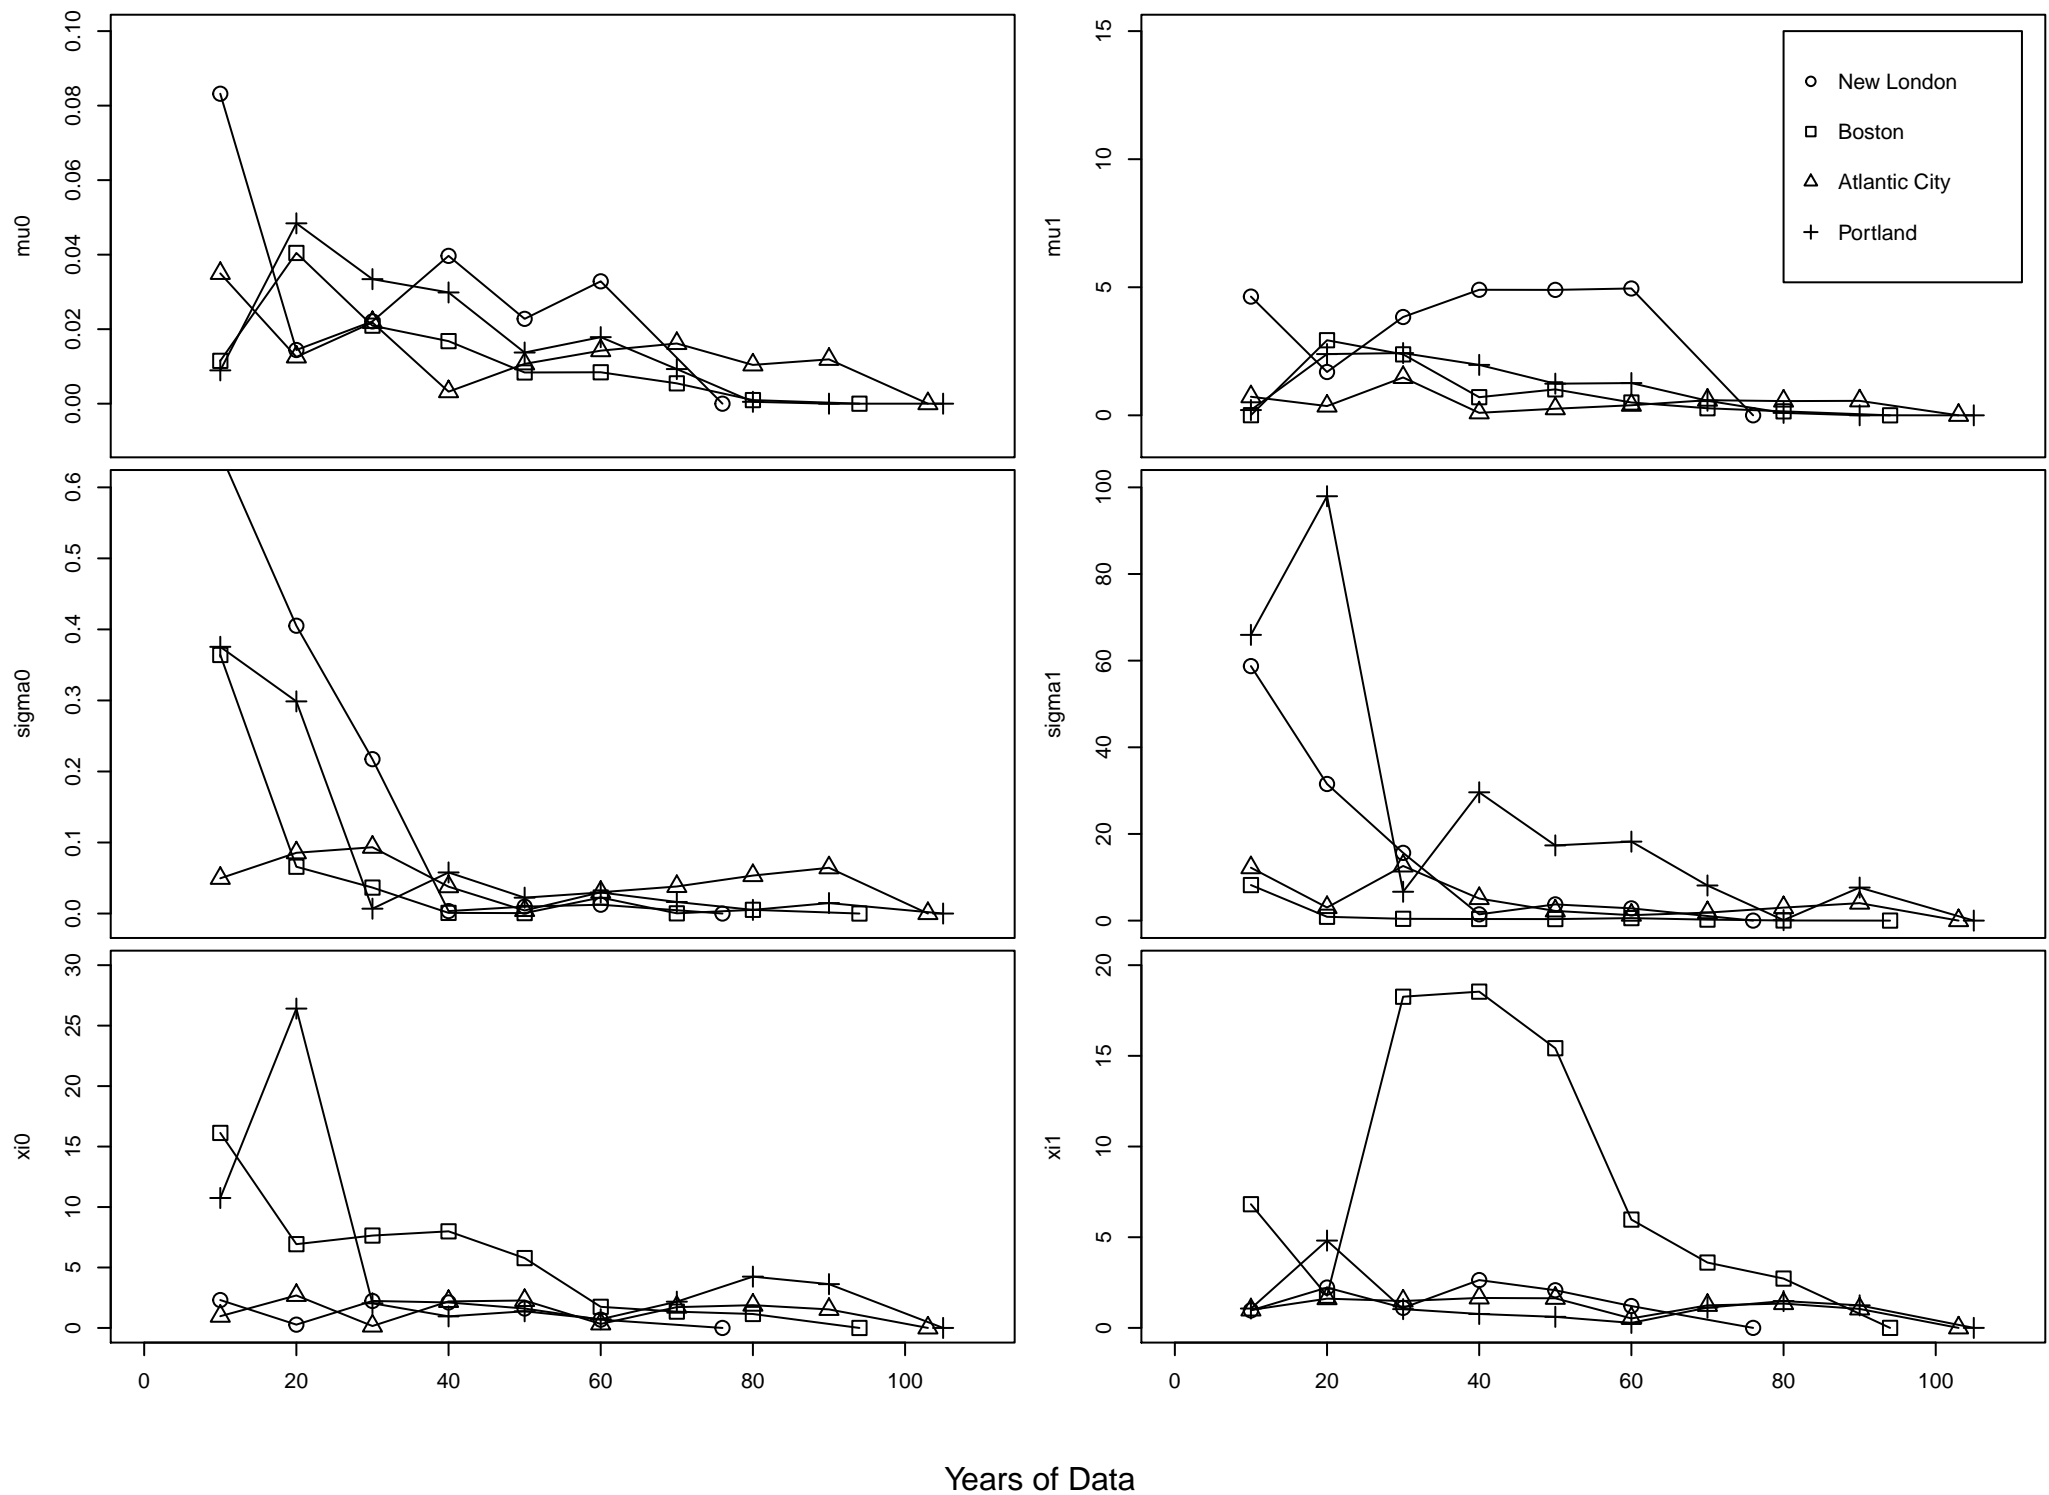 mu0
0.00 0.02 0.04 0.06 0.08 0.10
mu1
0 5 10 15
New London
Boston
Atlantic City
Portland
sigma0
0.0 0.1 0.2 0.3 0.4 0.5 0.6
sigma1
0 20 40 60 80 100
xi0
0 5 10 15 20 25 30
0 20 40 60 80 100
xi1
0 5 10 15 20
0 20 40 60 80 100
Years of Data